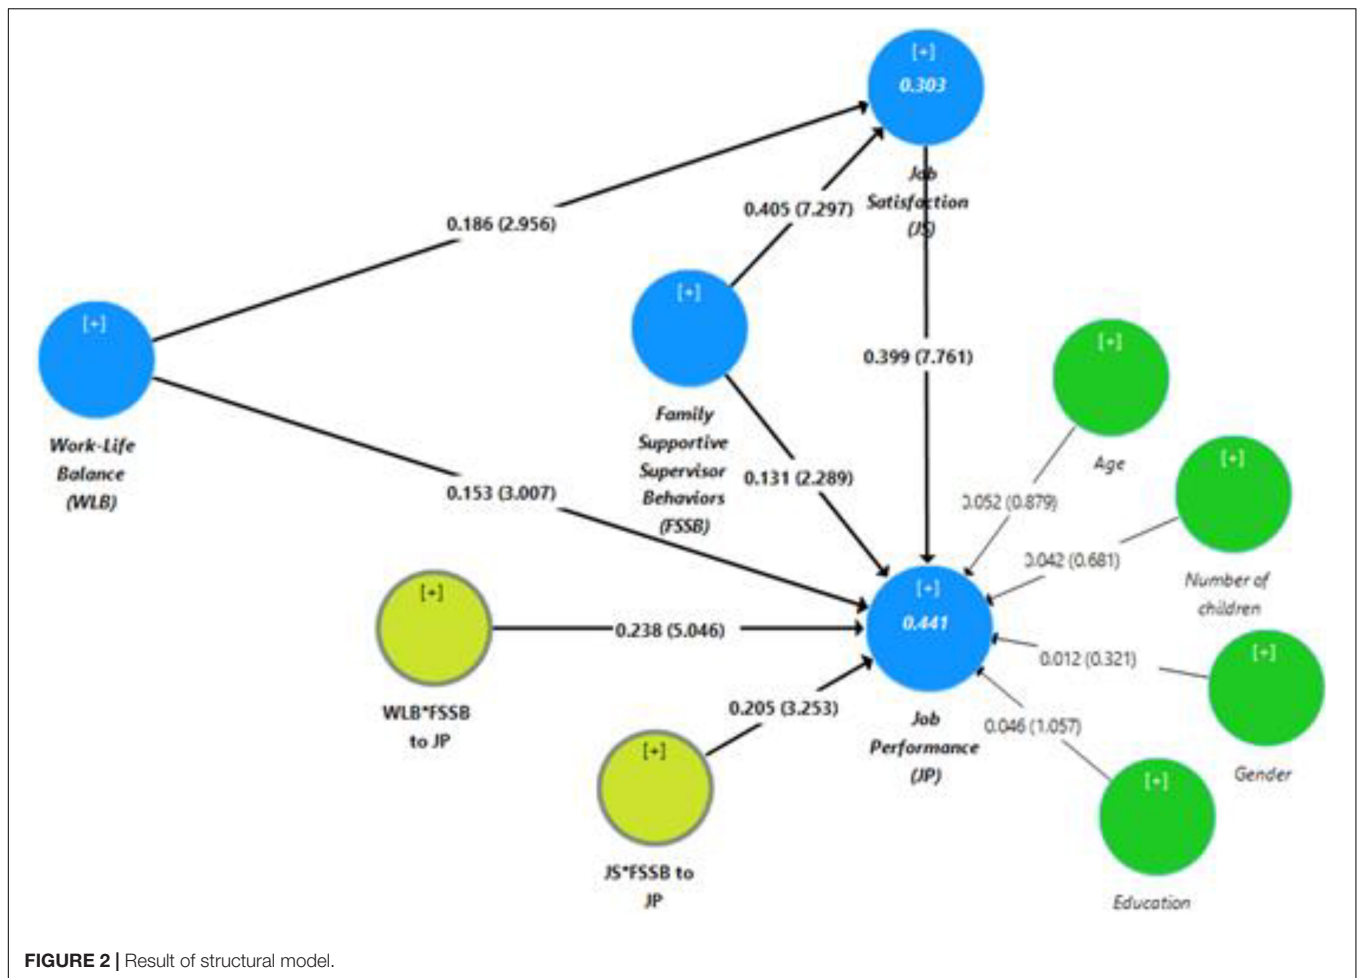 [+]
0.303
Job
Satisfaction
(JS)
0.405 (7.297)
0.186 (2.956)
[+]
[+]
Work-Life
Balance
(WLB)
Family
Supportive
Supervisor
Behaviors
(FSSB)
0.399 (7.761)
[+]
Age
0.131 (2.289)
0.153 (3.007)
0.052 (0.879)
[+]
Number of
children
0.042 (0.681)
[+]
WLB*FSSB
to JP
0.238 (5.046)
[+]
0.441
Job
Performance
(JP)
0.012 (0.321)
[+]
Gender
0.205 (3.253)
0.046 (1.057)
[+]
JS*FSSB to
JP
[+]
Education
FIGURE 2 | Result of structural model.